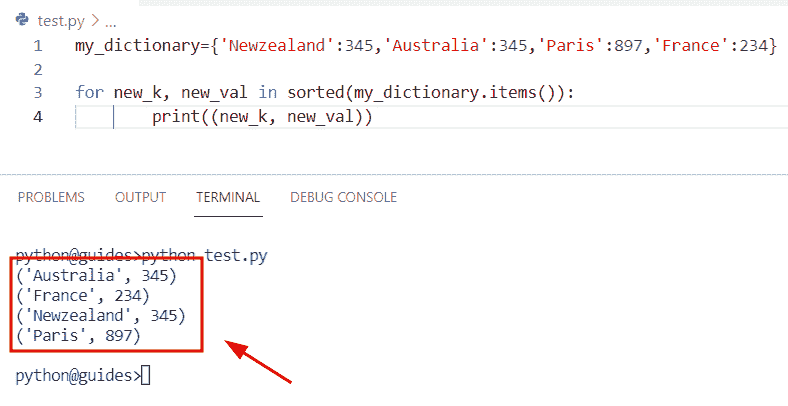 test.py > ...
1 my_dictionary={'Newzealand':345,'Australia':345,'Paris':897,'France':234}
2
3 for new_k, new_val in sorted(my_dictionary.items()):
4 print((new_k, new_val))
PROBLEMS OUTPUT TERMINAL DEBUG CONSOLE
python@guides>python test.py
('Australia', 345)
('France', 234)
('Newzealand', 345)
('Paris', 897)
python@guides>